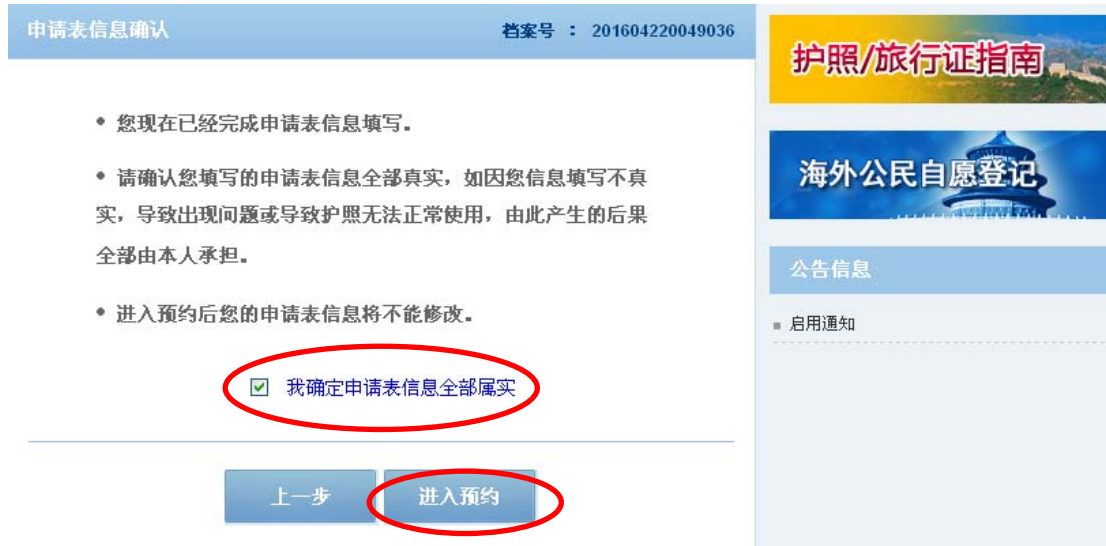 申请表信息确认
档案号 : 201604220049036
• 您现在已经完成申请表信息填写。
• 请确认您填写的申请表信息全部真实，如因您信息填写不真
实，导致出现问题或导致护照无法正常使用，由此产生的后果
全部由本人承担。
• 进入预约后您的申请表信息将不能修改。
我确定申请表信息全部属实
上一步
进入预约
护照/旅行证指南
海外公民自愿登记
公告信息
启用通知